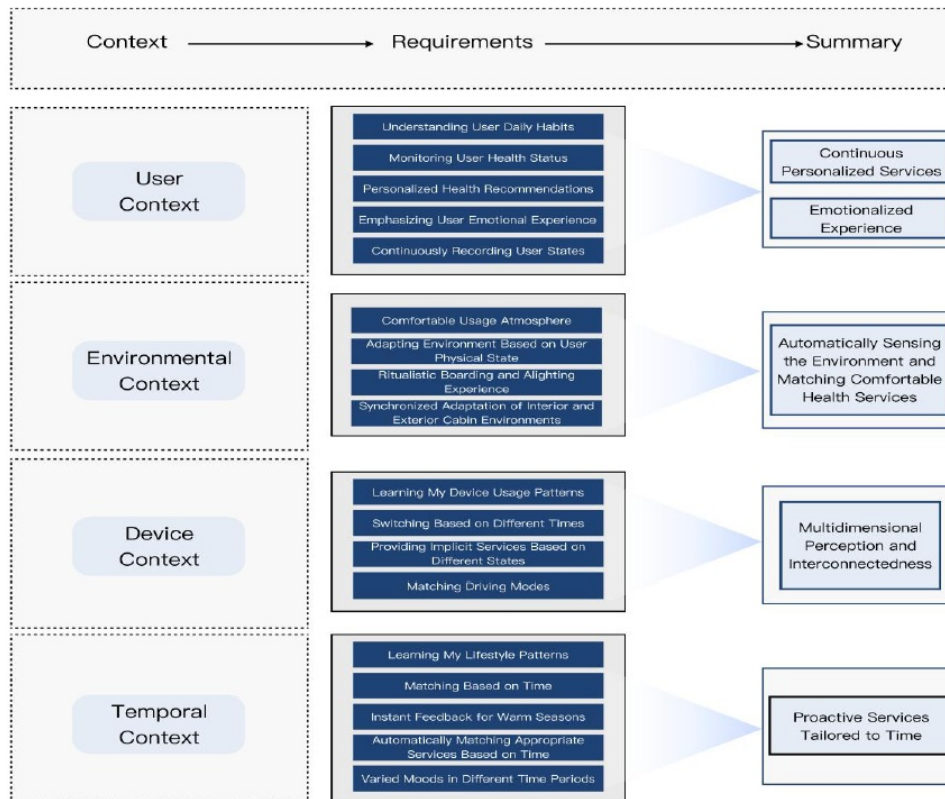 Context
Requirements
Summary
User
Context
Understanding User Daily Habits
Monitoring User Health Status
Personalized Health Recommendations
Emphasizing User Emotional Experience
Continuously Recording User States
Continuous
Personalized Services
Emotionalized
Experience
Environmental
Context
Comfortable Usage Atmosphere
Adapting Environment Based on User
Physical State
Ritualistic Boarding and Alighting
Experience
Synchronized Adaptation of Interior and
Exterior Cabin Environments
Automatically Sensing
the Environment and
Matching Comfortable
Health Services
Device
Context
Learning My Device Usage Patterns
Switching Based on Different Times
Providing Implicit Services Based on
Different States
Matching Driving Modes
Multidimensional
Perception and
Interconnectedness
Temporal
Context
Learning My Lifestyle Patterns
Matching Based on Time
Instant Feedback for Warm Seasons
Automatically Matching Appropriate
Services Based on Time
Varied Moods in Different Time Periods
Proactive Services
Tailored to Time